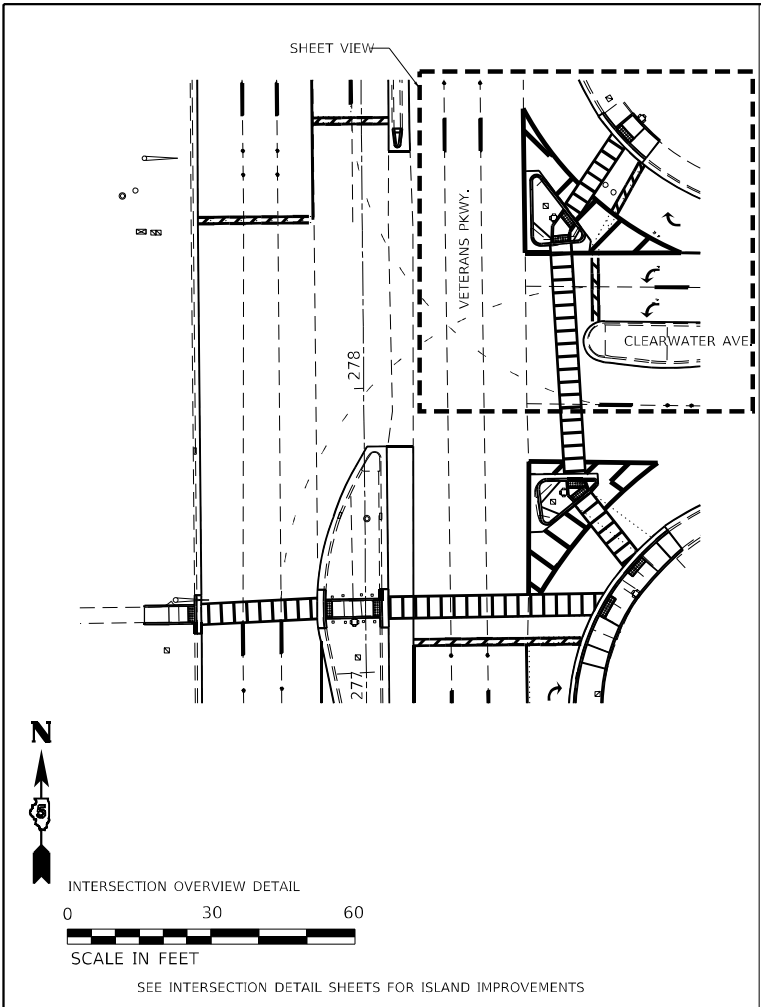 SHEET VIEW
VETERANS PKWY.
278
CLEARWATER AVE.
277
N
5
INTERSECTION OVERVIEW DETAIL
0 30 60
SCALE IN FEET
SEE INTERSECTION DETAIL SHEETS FOR ISLAND IMPROVEMENTS